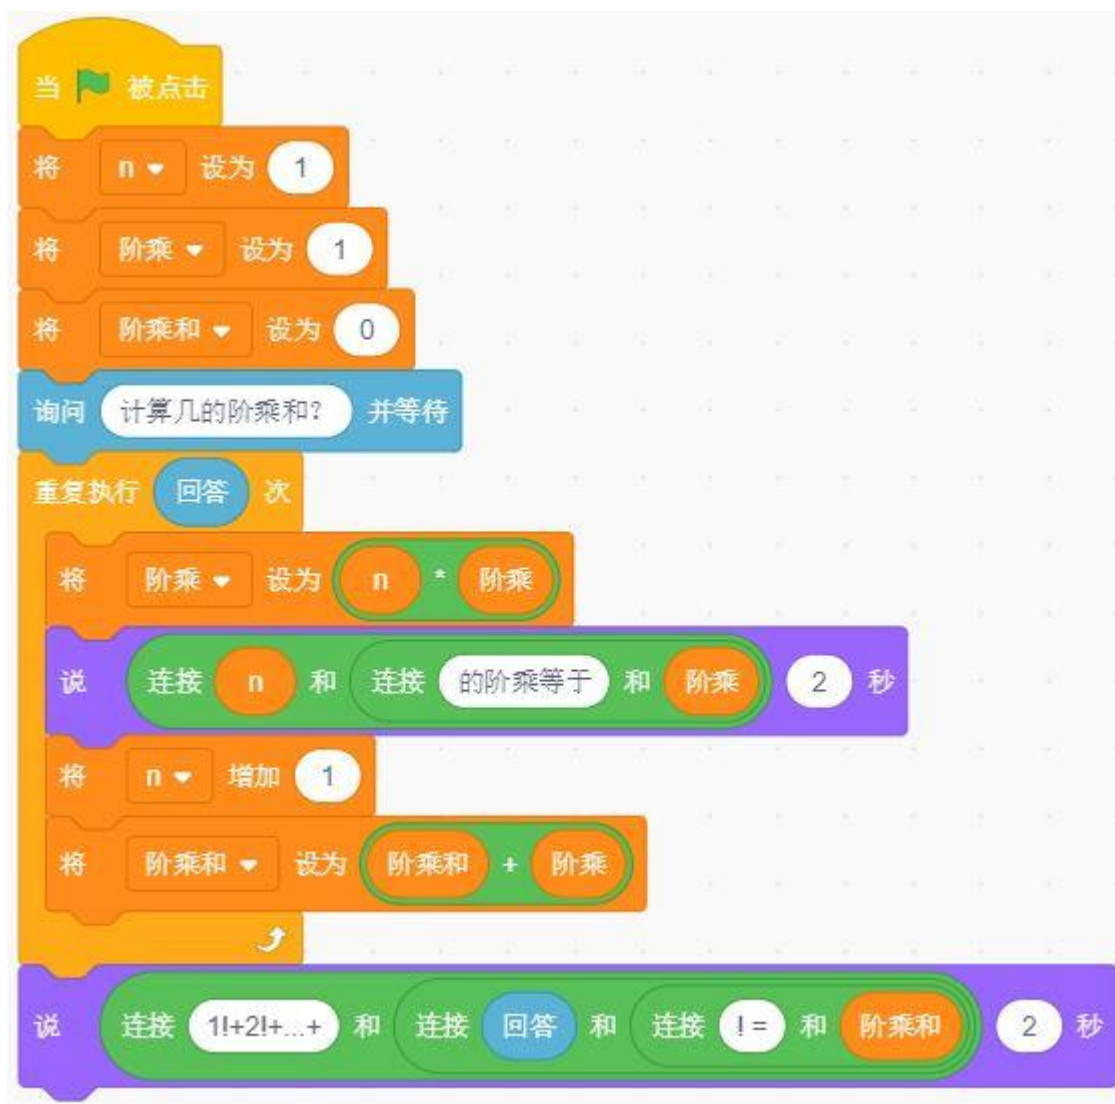 当 被点击
将 n 设为 1
将 阶乘 设为 1
将 阶乘和 设为 0
询问 计算几的阶乘和? 并等待
重复执行 回答 次
将 阶乘 设为 n * 阶乘
说 连接 n 和 连接 的阶乘等于 和 阶乘 2 秒
将 n 增加 1
将 阶乘和 设为 阶乘和 + 阶乘
说 连接 1!+2!+...+ 和 连接 回答 和 连接 ! = 和 阶乘和 2 秒